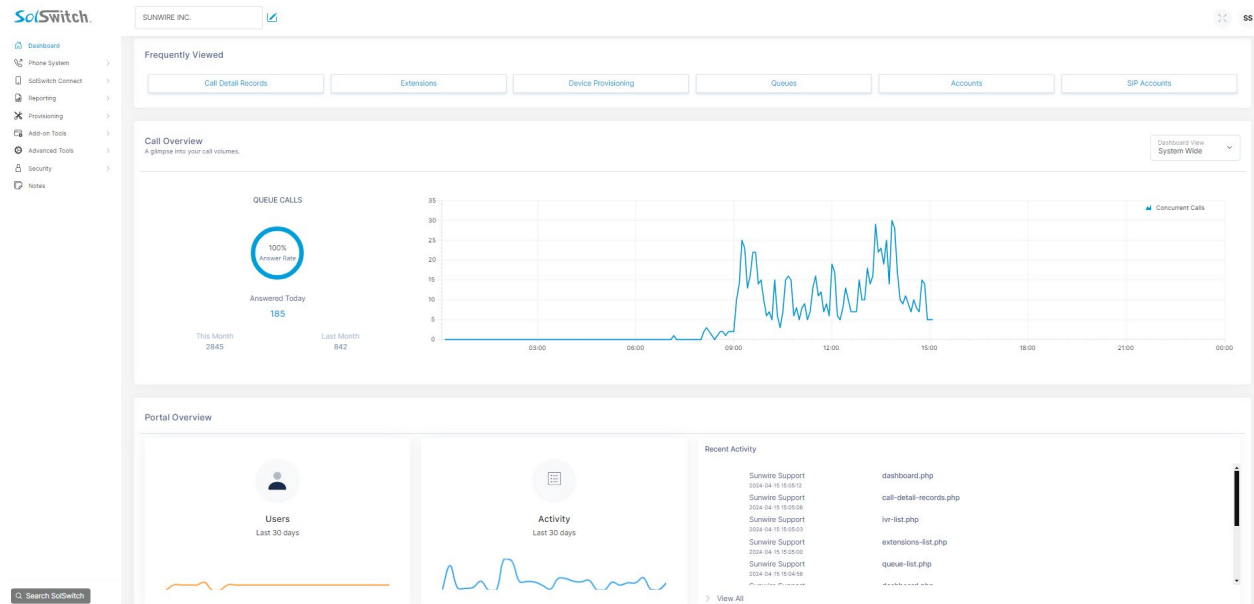 SolSwitch.
SUNWIRE INC.
SS
Dashboard
Phone System
SolSwitch Connect
Reporting
Provisioning
Add-on Tools
Advanced Tools
Security
Notes
Search SolSwitch
Frequently Viewed
Call Detail Records
Extensions
Device Provisioning
Queues
Accounts
SIP Accounts
Call Overview
A glimpse into your call volumes.
Dashboard View
System Wide
QUEUE CALLS
100%
Answer Rate
Answered Today
185
This Month
2845
Last Month
842
Concurrent Calls
35
30
25
20
15
10
5
0
03:00
06:00
09:00
12:00
15:00
18:00
21:00
00:00
Portal Overview
Users
Last 30 days
Activity
Last 30 days
Recent Activity
Sunwire Support dashboard.php
2024-04-15 15:05:12
Sunwire Support call-detail-records.php
2024-04-15 15:05:08
Sunwire Support ivr-list.php
2024-04-15 15:05:03
Sunwire Support extensions-list.php
2024-04-15 15:05:00
Sunwire Support queue-list.php
2024-04-15 15:04:56
Sunwire Support dashboard.php
View All